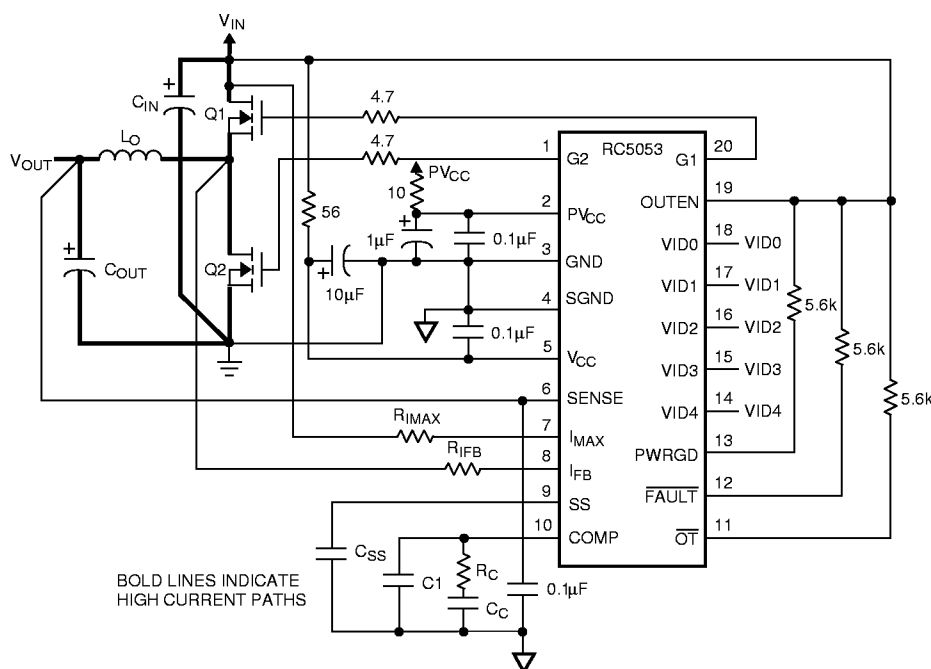 VIN
+
CIN
Q1
4.7
4.7
LO
VOUT
1
G2
RC5053
G1
20
PVCC
10
56
2
PVCC
OUTEN
19
+
1µF
0.1µF
3
GND
VID0
18
VID0
+
COUT
Q2
+
10µF
4
SGND
VID1
17
VID1
5.6k
0.1µF
VID2
16
VID2
5.6k
5
VCC
VID3
15
VID3
6
SENSE
VID4
14
VID4
5.6k
RIMAX
7
IMAX
PWRGD
13
RIFB
8
IFB
FAULT
12
9
SS
10
COMP
OT
11
CSS
C1
RC
CC
0.1µF
BOLD LINES INDICATE
HIGH CURRENT PATHS